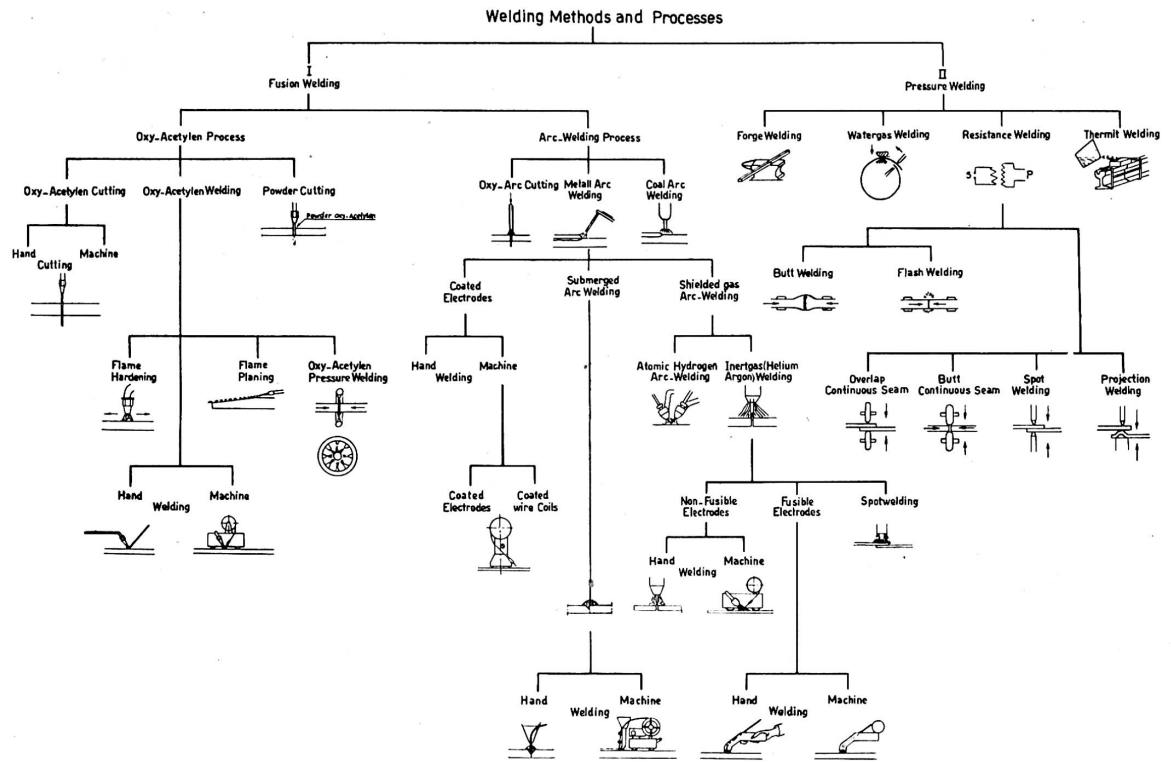 Welding Methods and Processes
I
Fusion Welding
II
Pressure Welding
Oxy-Acetylen Process
Arc-Welding Process
Forge Welding
Watergas Welding
Resistance Welding
Thermit Welding
S
P
Oxy-Acetylen Cutting
Oxy-Acetylen Welding
Powder Cutting
Powder Oxy-Acetylen
Oxy-Arc Cutting
Metall Arc
Welding
Coal Arc
Welding
Hand
Machine
Cutting
Coated
Electrodes
Submerged
Arc Welding
Shielded gas
Arc-Welding
Butt Welding
Flash Welding
Flame
Hardening
Flame
Planing
Oxy-Acetylen
Pressure Welding
Hand
Machine
Welding
Atomic Hydrogen
Arc-Welding
Inertgas(Helium
Argon)Welding
Overlap
Continuous Seam
Butt
Continuous Seam
Spot
Welding
Projection
Welding
Hand
Machine
Welding
Coated
Electrodes
Coated
wire Coils
Non-Fusible
Electrodes
Fusible
Electrodes
Spotwelding
Hand
Machine
Welding
Hand
Machine
Welding
Hand
Machine
Welding